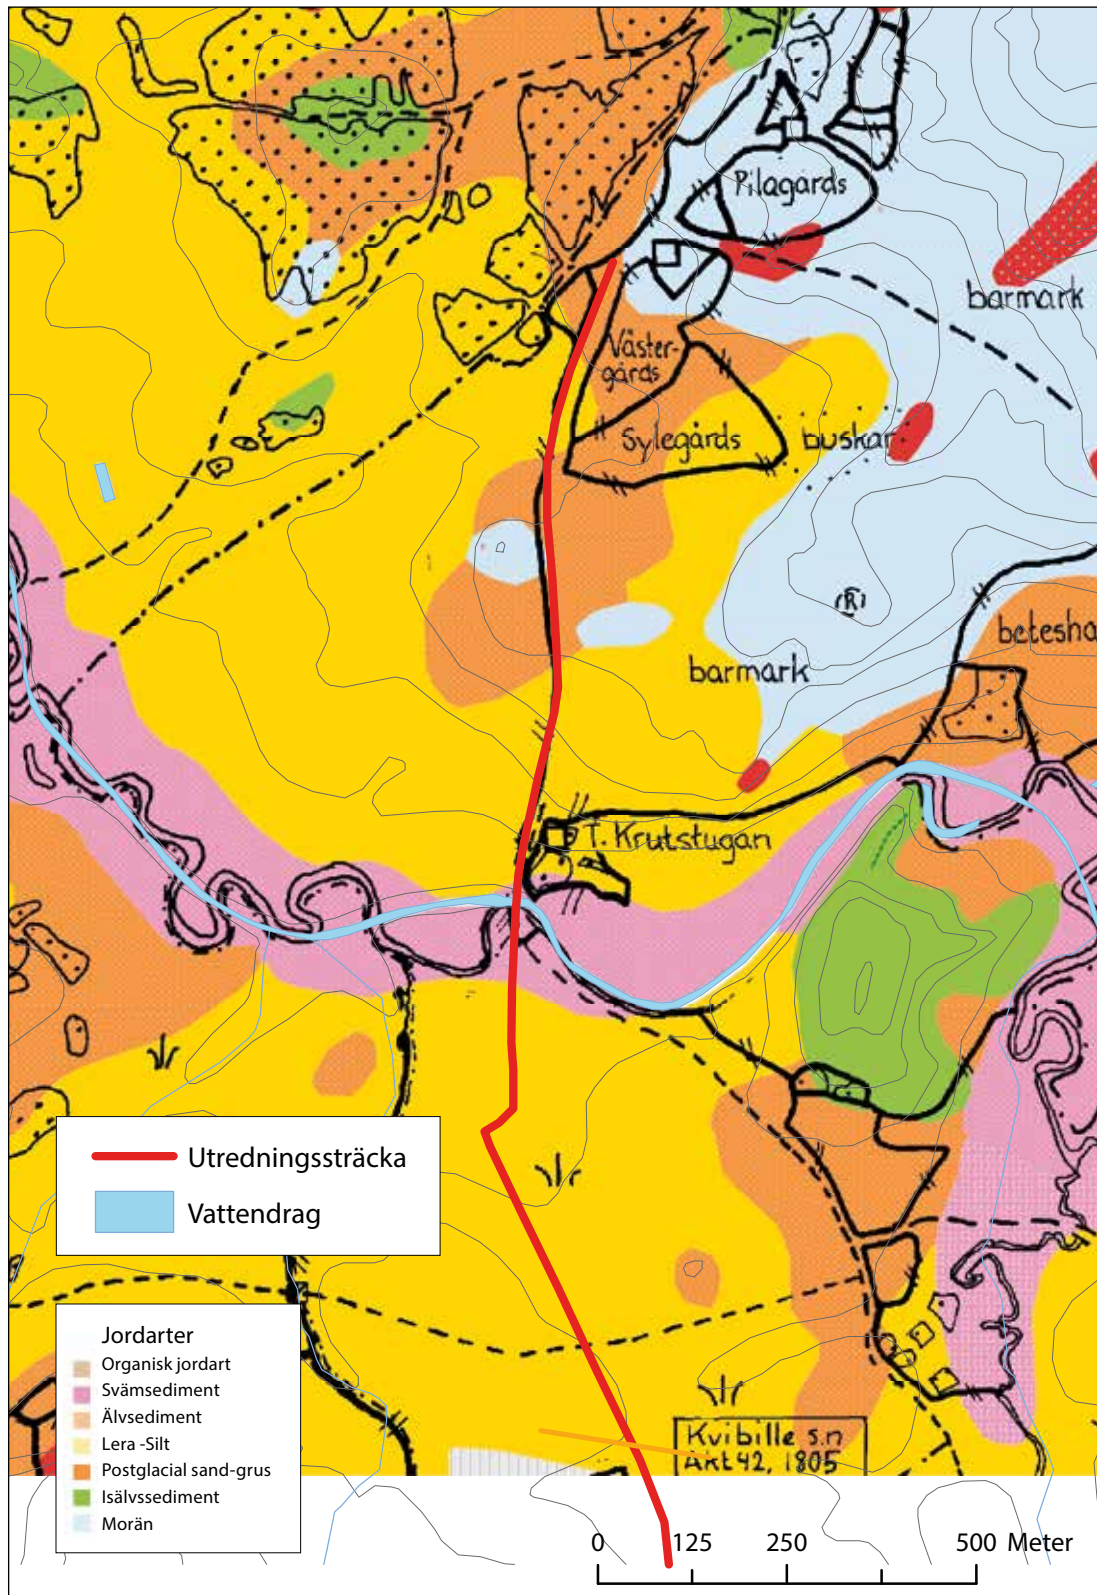 Pilagårds
barmark
Väster-
gårds
Sylegårds
buskar
(R)
betesha
barmark
T. Krutstugan
Utredningssträcka
Vattendrag
Jordarter
Organisk jordart
Svämsediment
Älvsediment
Lera -Silt
Postglacial sand-grus
Isälvssediment
Morän
Kvibille s.n
Akt 42, 1805
0 125 250 500 Meter